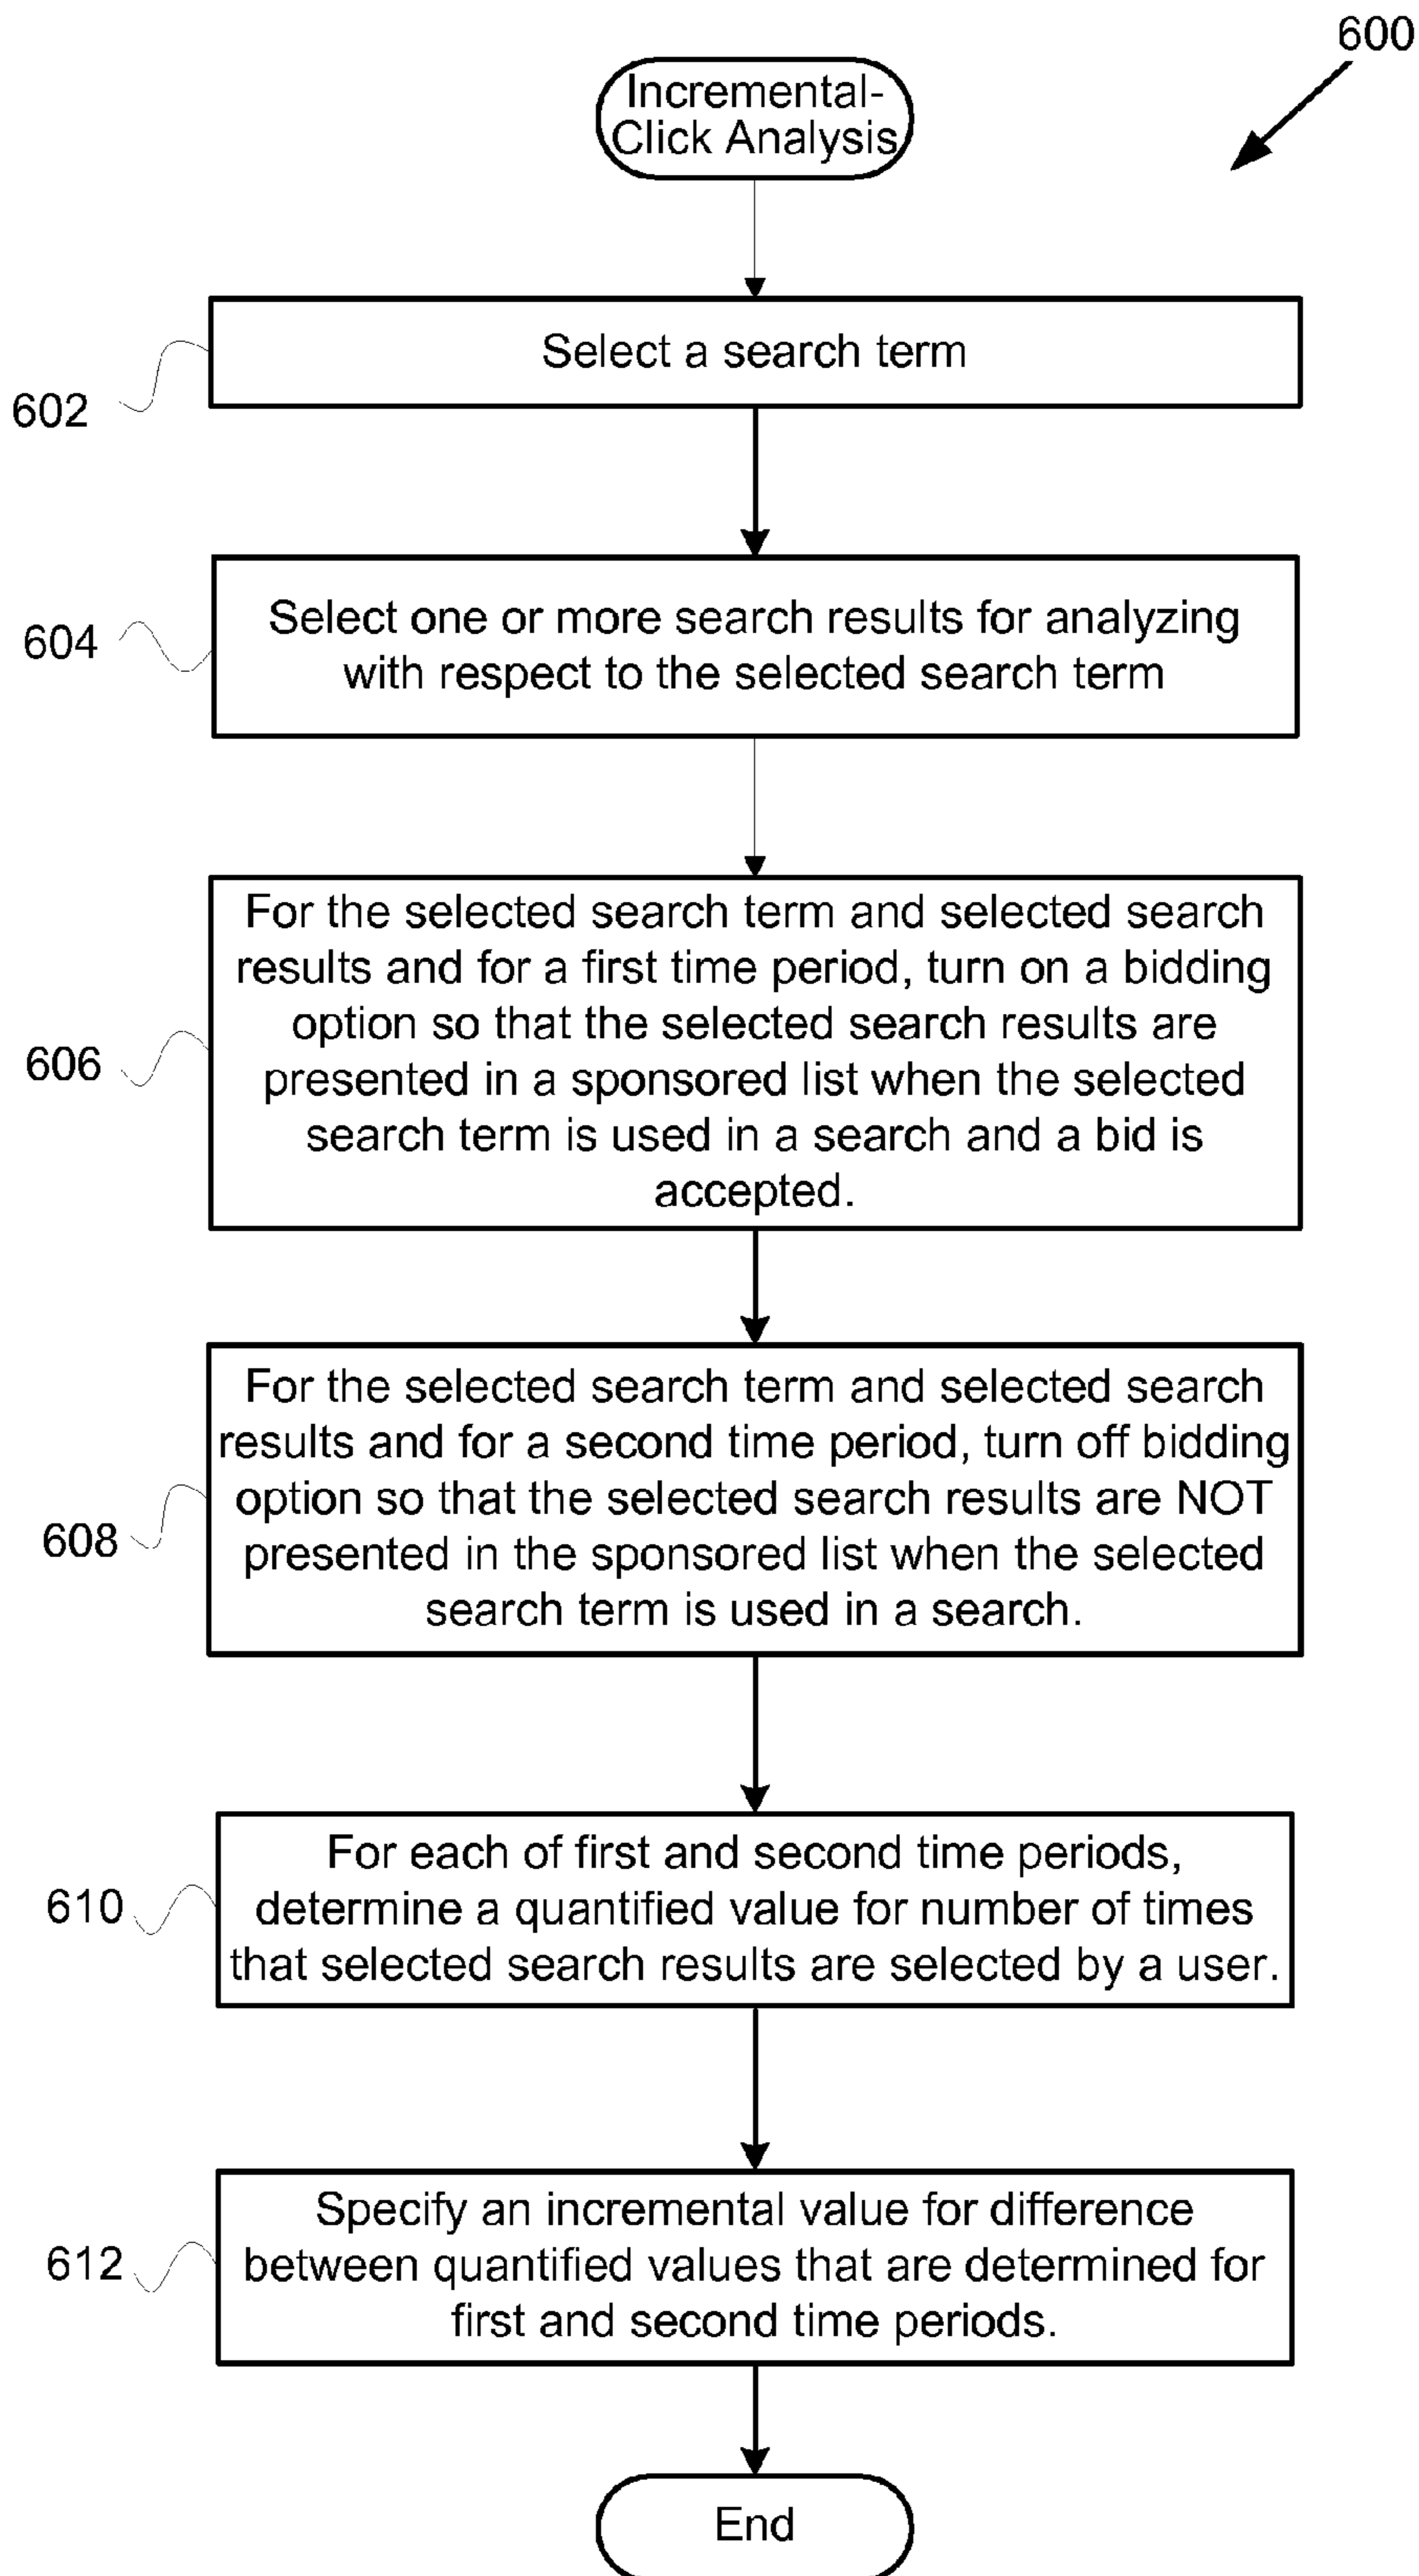 600
Incremental-
Click Analysis
Select a search term
602
Select one or more search results for analyzing
with respect to the selected search term
604
For the selected search term and selected search
results and for a first time period, turn on a bidding
option so that the selected search results are
presented in a sponsored list when the selected
search term is used in a search and a bid is
accepted.
606
For the selected search term and selected search
results and for a second time period, turn off bidding
option so that the selected search results are NOT
presented in the sponsored list when the selected
search term is used in a search.
608
For each of first and second time periods,
determine a quantified value for number of times
that selected search results are selected by a user.
610
Specify an incremental value for difference
between quantified values that are determined for
first and second time periods.
612
End